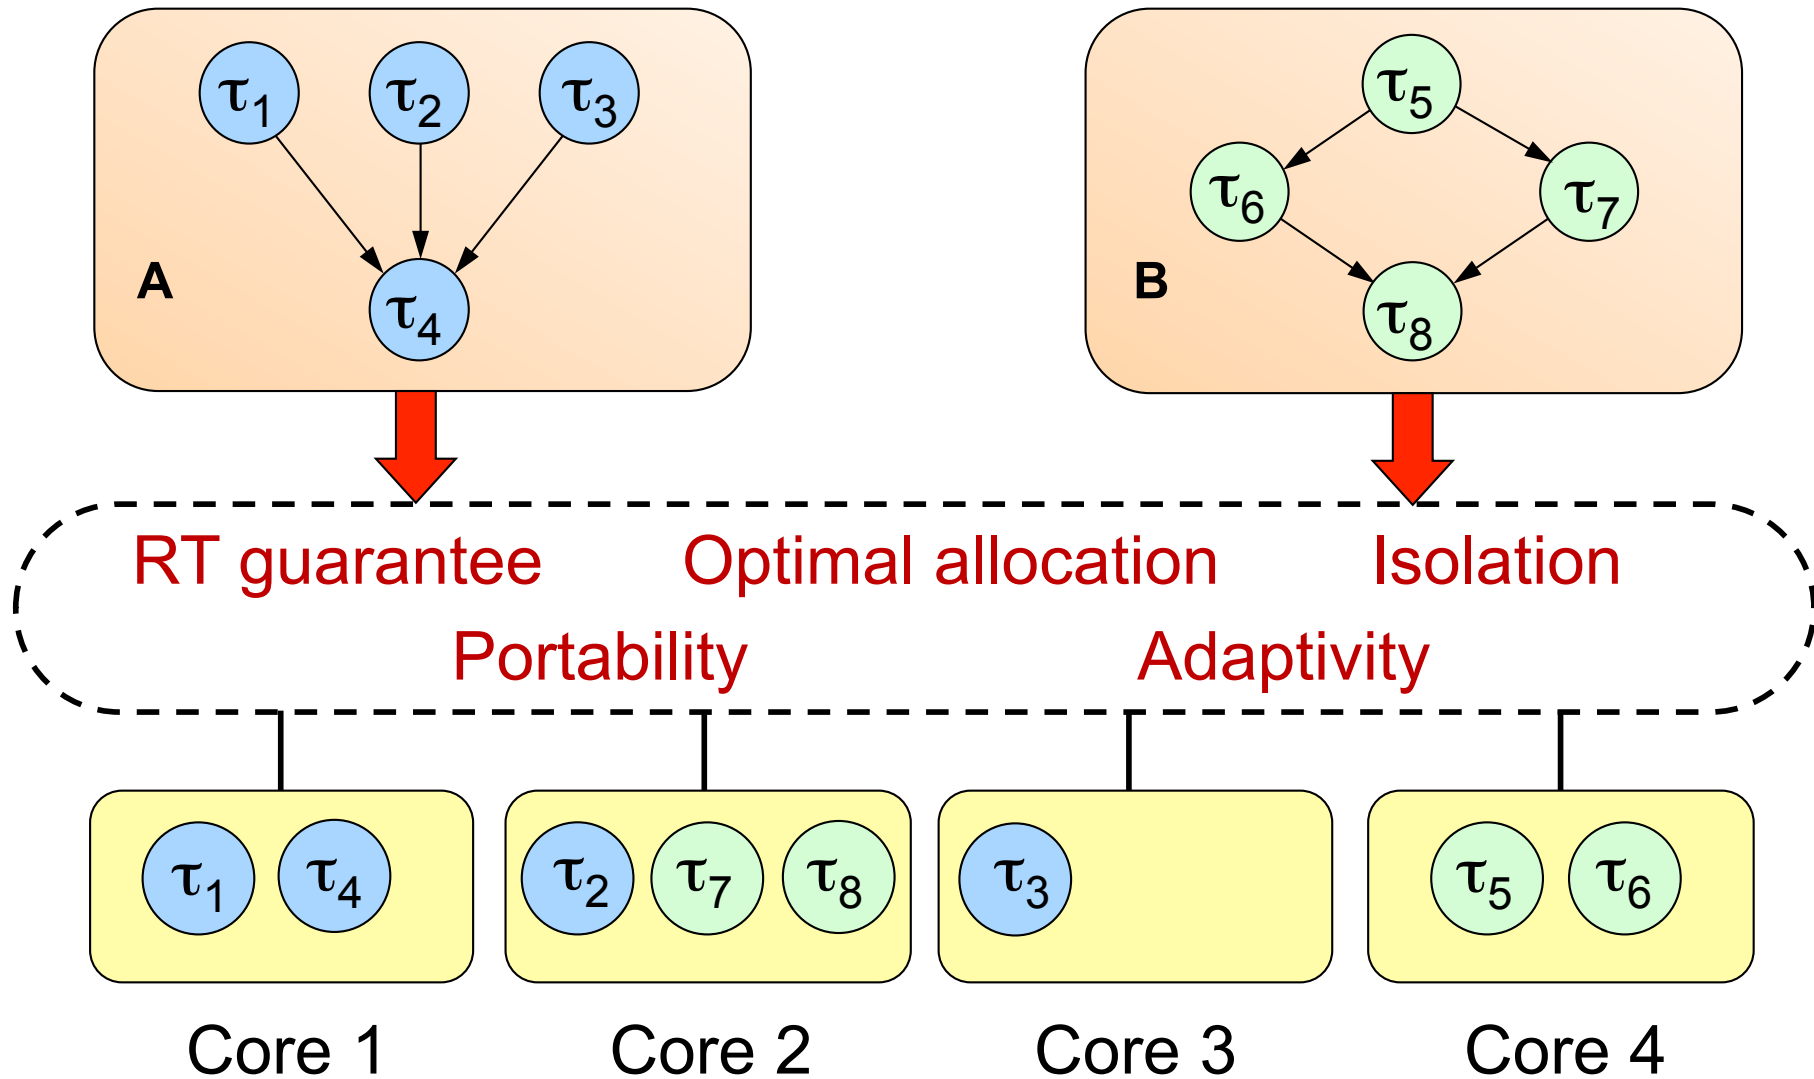 τ1 τ2 τ3
A
τ4
τ5
τ6 τ7
B
τ8
RT guarantee Optimal allocation Isolation
Portability Adaptivity
τ1 τ4 τ2 τ7 τ8 τ3 τ5 τ6
Core 1 Core 2 Core 3 Core 4